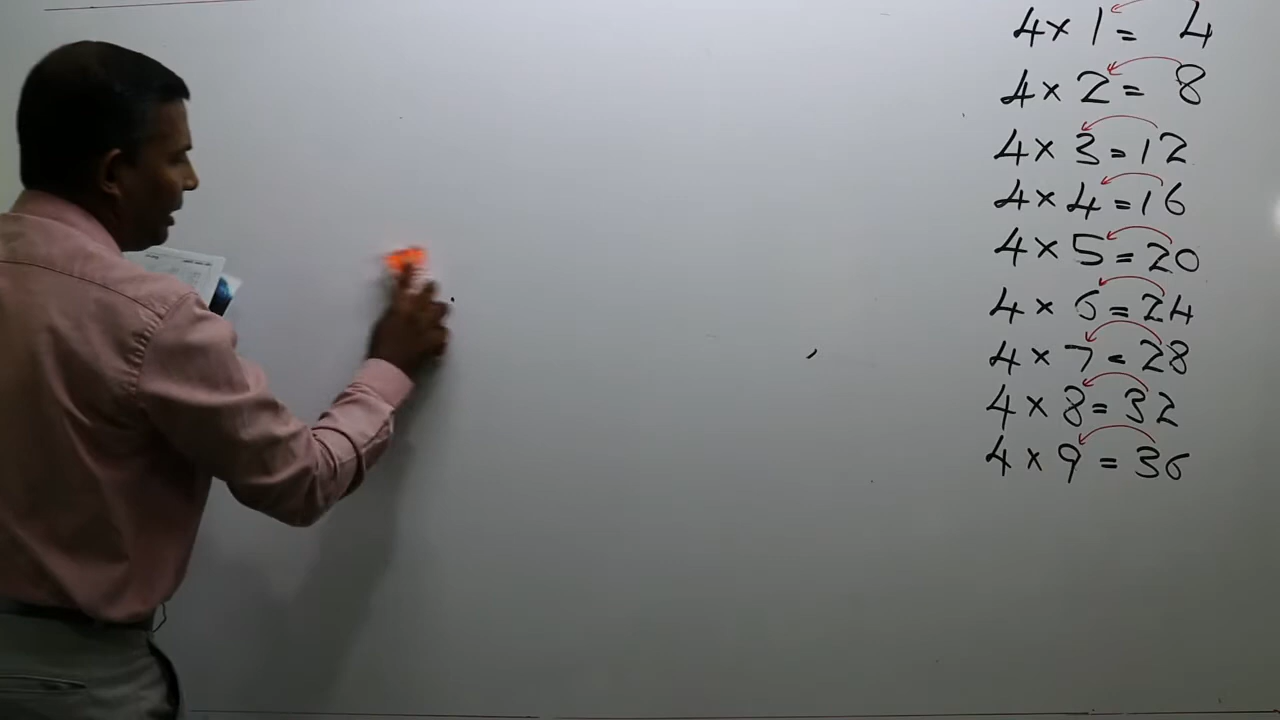 4 × 1 = 4
4 × 2 = 8
4 × 3 = 12
4 × 4 = 16
4 × 5 = 20
4 × 6 = 24
4 × 7 = 28
4 × 8 = 32
4 × 9 = 36